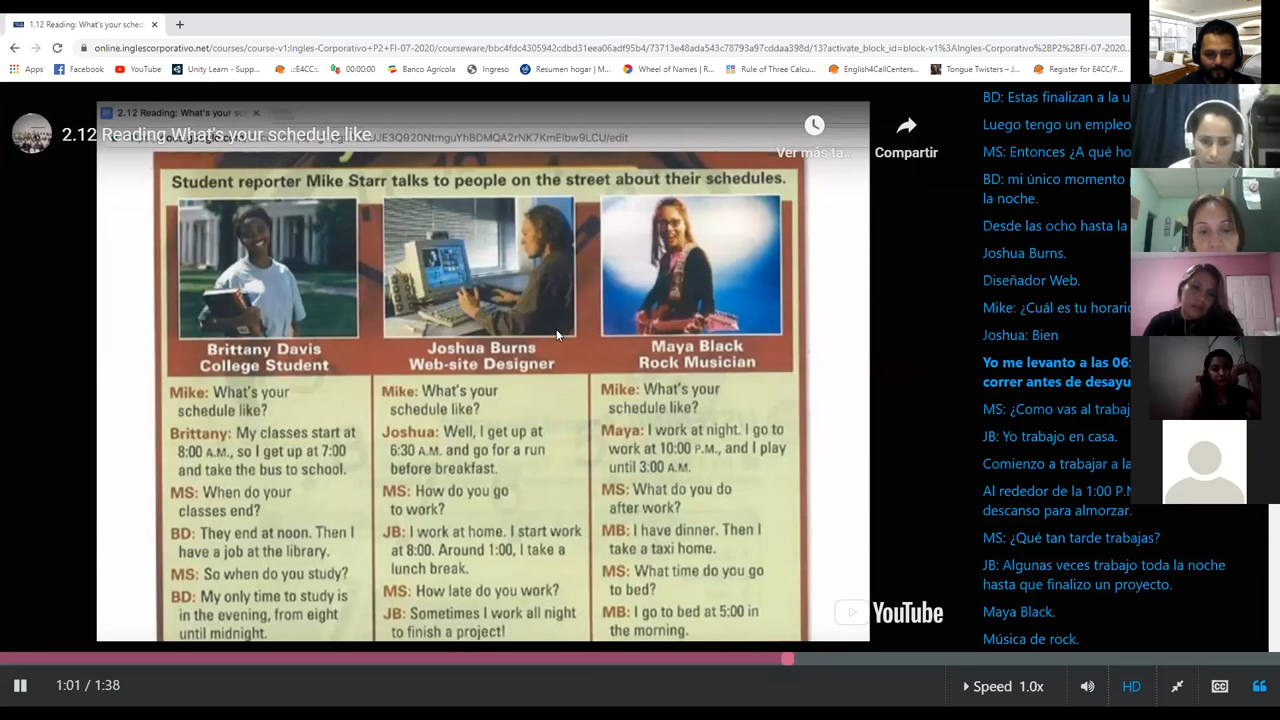 1.12 Reading: What's your sched
online.inglescorporativo.net/courses/course-v1:Ingles-Corporativo+P2+FI-07-2020/courseware/
Apps Facebook YouTube Unity Learn - Supp... .::E4CC:. 00:00:00 Banco Agrícola Ingreso Resumen hogar | M... Wheel of Names | R... Rule of Three Calcu... English4CallCenters... Tongue Twisters – J... Register for E4CC/F
2.12 Reading: What's your sc
2.12 Reading What's your schedule like
Ver más ta...
Compartir
Student reporter Mike Starr talks to people on the street about their schedules.
Brittany Davis
College Student
Mike: What's your
schedule like?
Brittany: My classes start at
8:00 A.M., so I get up at 7:00
and take the bus to school.
MS: When do your
classes end?
BD: They end at noon. Then I
have a job at the library.
MS: So when do you study?
BD: My only time to study is
in the evening, from eight
until midnight.
Joshua Burns
Web-site Designer
Mike: What's your
schedule like?
Joshua: Well, I get up at
6:30 A.M. and go for a run
before breakfast.
MS: How do you go
to work?
JB: I work at home. I start work
at 8:00. Around 1:00, I take a
lunch break.
MS: How late do you work?
JB: Sometimes I work all night
to finish a project!
Maya Black
Rock Musician
Mike: What's your
schedule like?
Maya: I work at night. I go to
work at 10:00 P.M., and I play
until 3:00 A.M.
MS: What do you do
after work?
MB: I have dinner. Then I
take a taxi home.
MS: What time do you go
to bed?
MB: I go to bed at 5:00 in
the morning.
YouTube
BD: Estas finalizan a la u
Luego tengo un empleo
MS: Entonces ¿A qué ho
BD: mi único momento
la noche.
Desde las ocho hasta la
Joshua Burns.
Diseñador Web.
Mike: ¿Cuál es tu horari
Joshua: Bien
Yo me levanto a las 06:
correr antes de desayu
MS: ¿Como vas al trabaj
JB: Yo trabajo en casa.
Comienzo a trabajar a la
Al rededor de la 1:00 P.M
descanso para almorzar.
MS: ¿Qué tan tarde trabajas?
JB: Algunas veces trabajo toda la noche
hasta que finalizo un proyecto.
Maya Black.
Música de rock.
1:01 / 1:38
Speed 1.0x
HD
CC